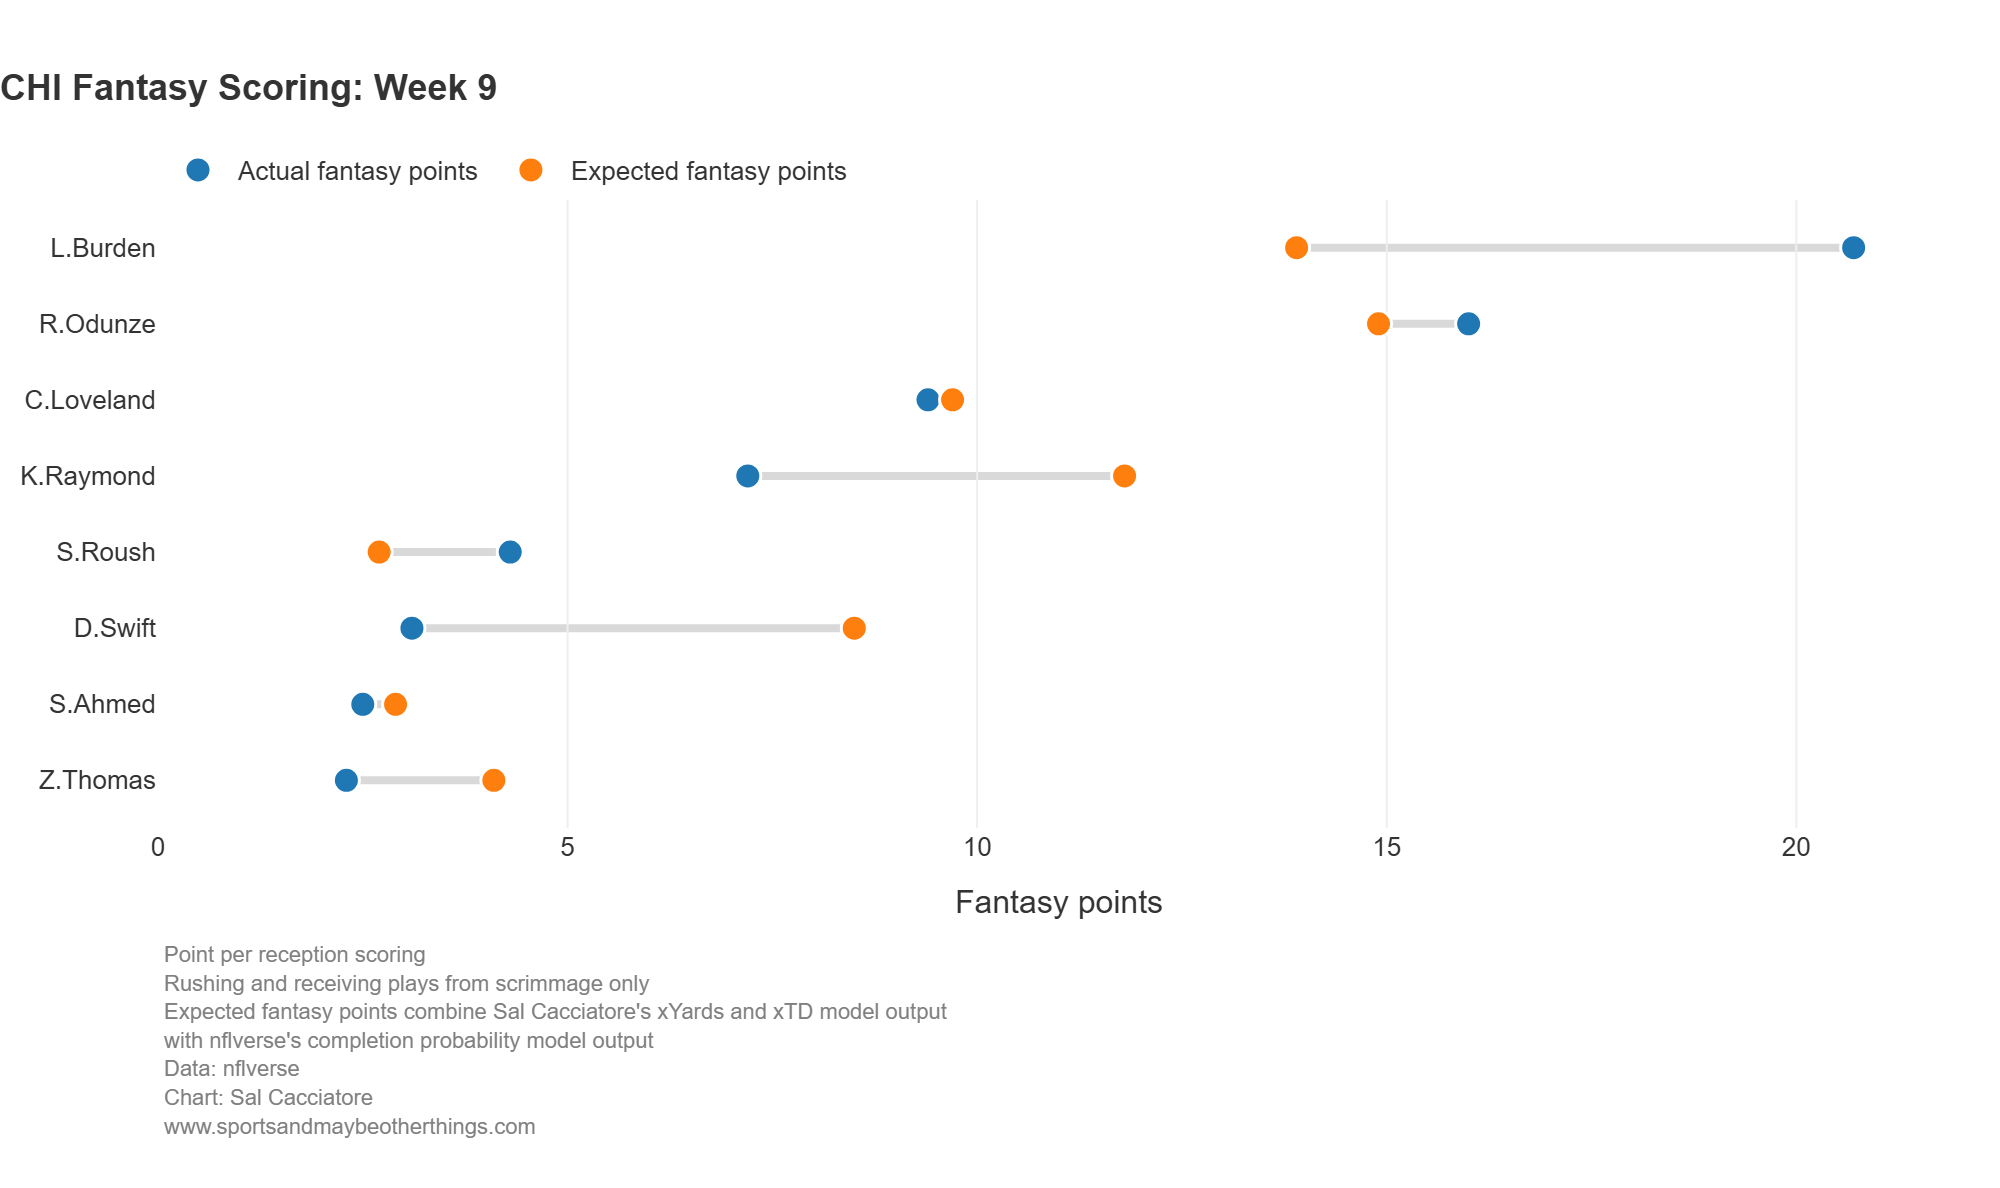 CHI Fantasy Scoring: Week 9
Actual fantasy points
Expected fantasy points
L.Burden
R.Odunze
C.Loveland
K.Raymond
S.Roush
D.Swift
S.Ahmed
Z.Thomas
0 5 10 15 20
Fantasy points
Point per reception scoring
Rushing and receiving plays from scrimmage only
Expected fantasy points combine Sal Cacciatore's xYards and xTD model output
with nflverse's completion probability model output
Data: nflverse
Chart: Sal Cacciatore
www.sportsandmaybeotherthings.com